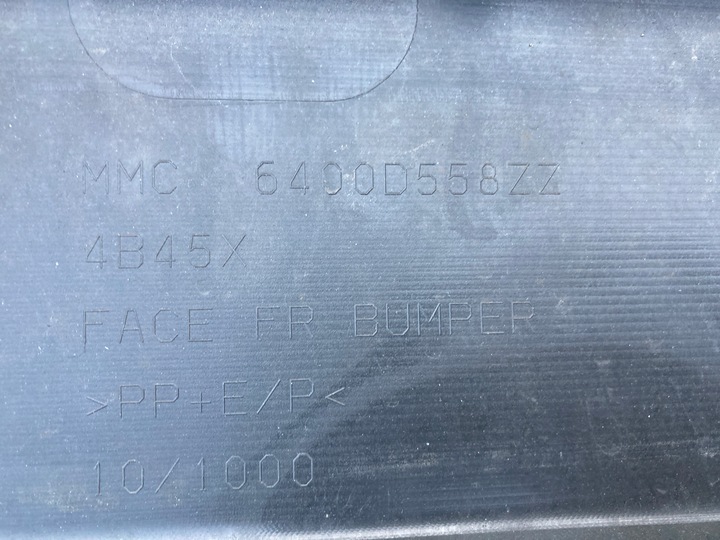 MMC 6400D558ZZ
4B45X
FACE FR BUMPER
>PP+E/P<
10/1000